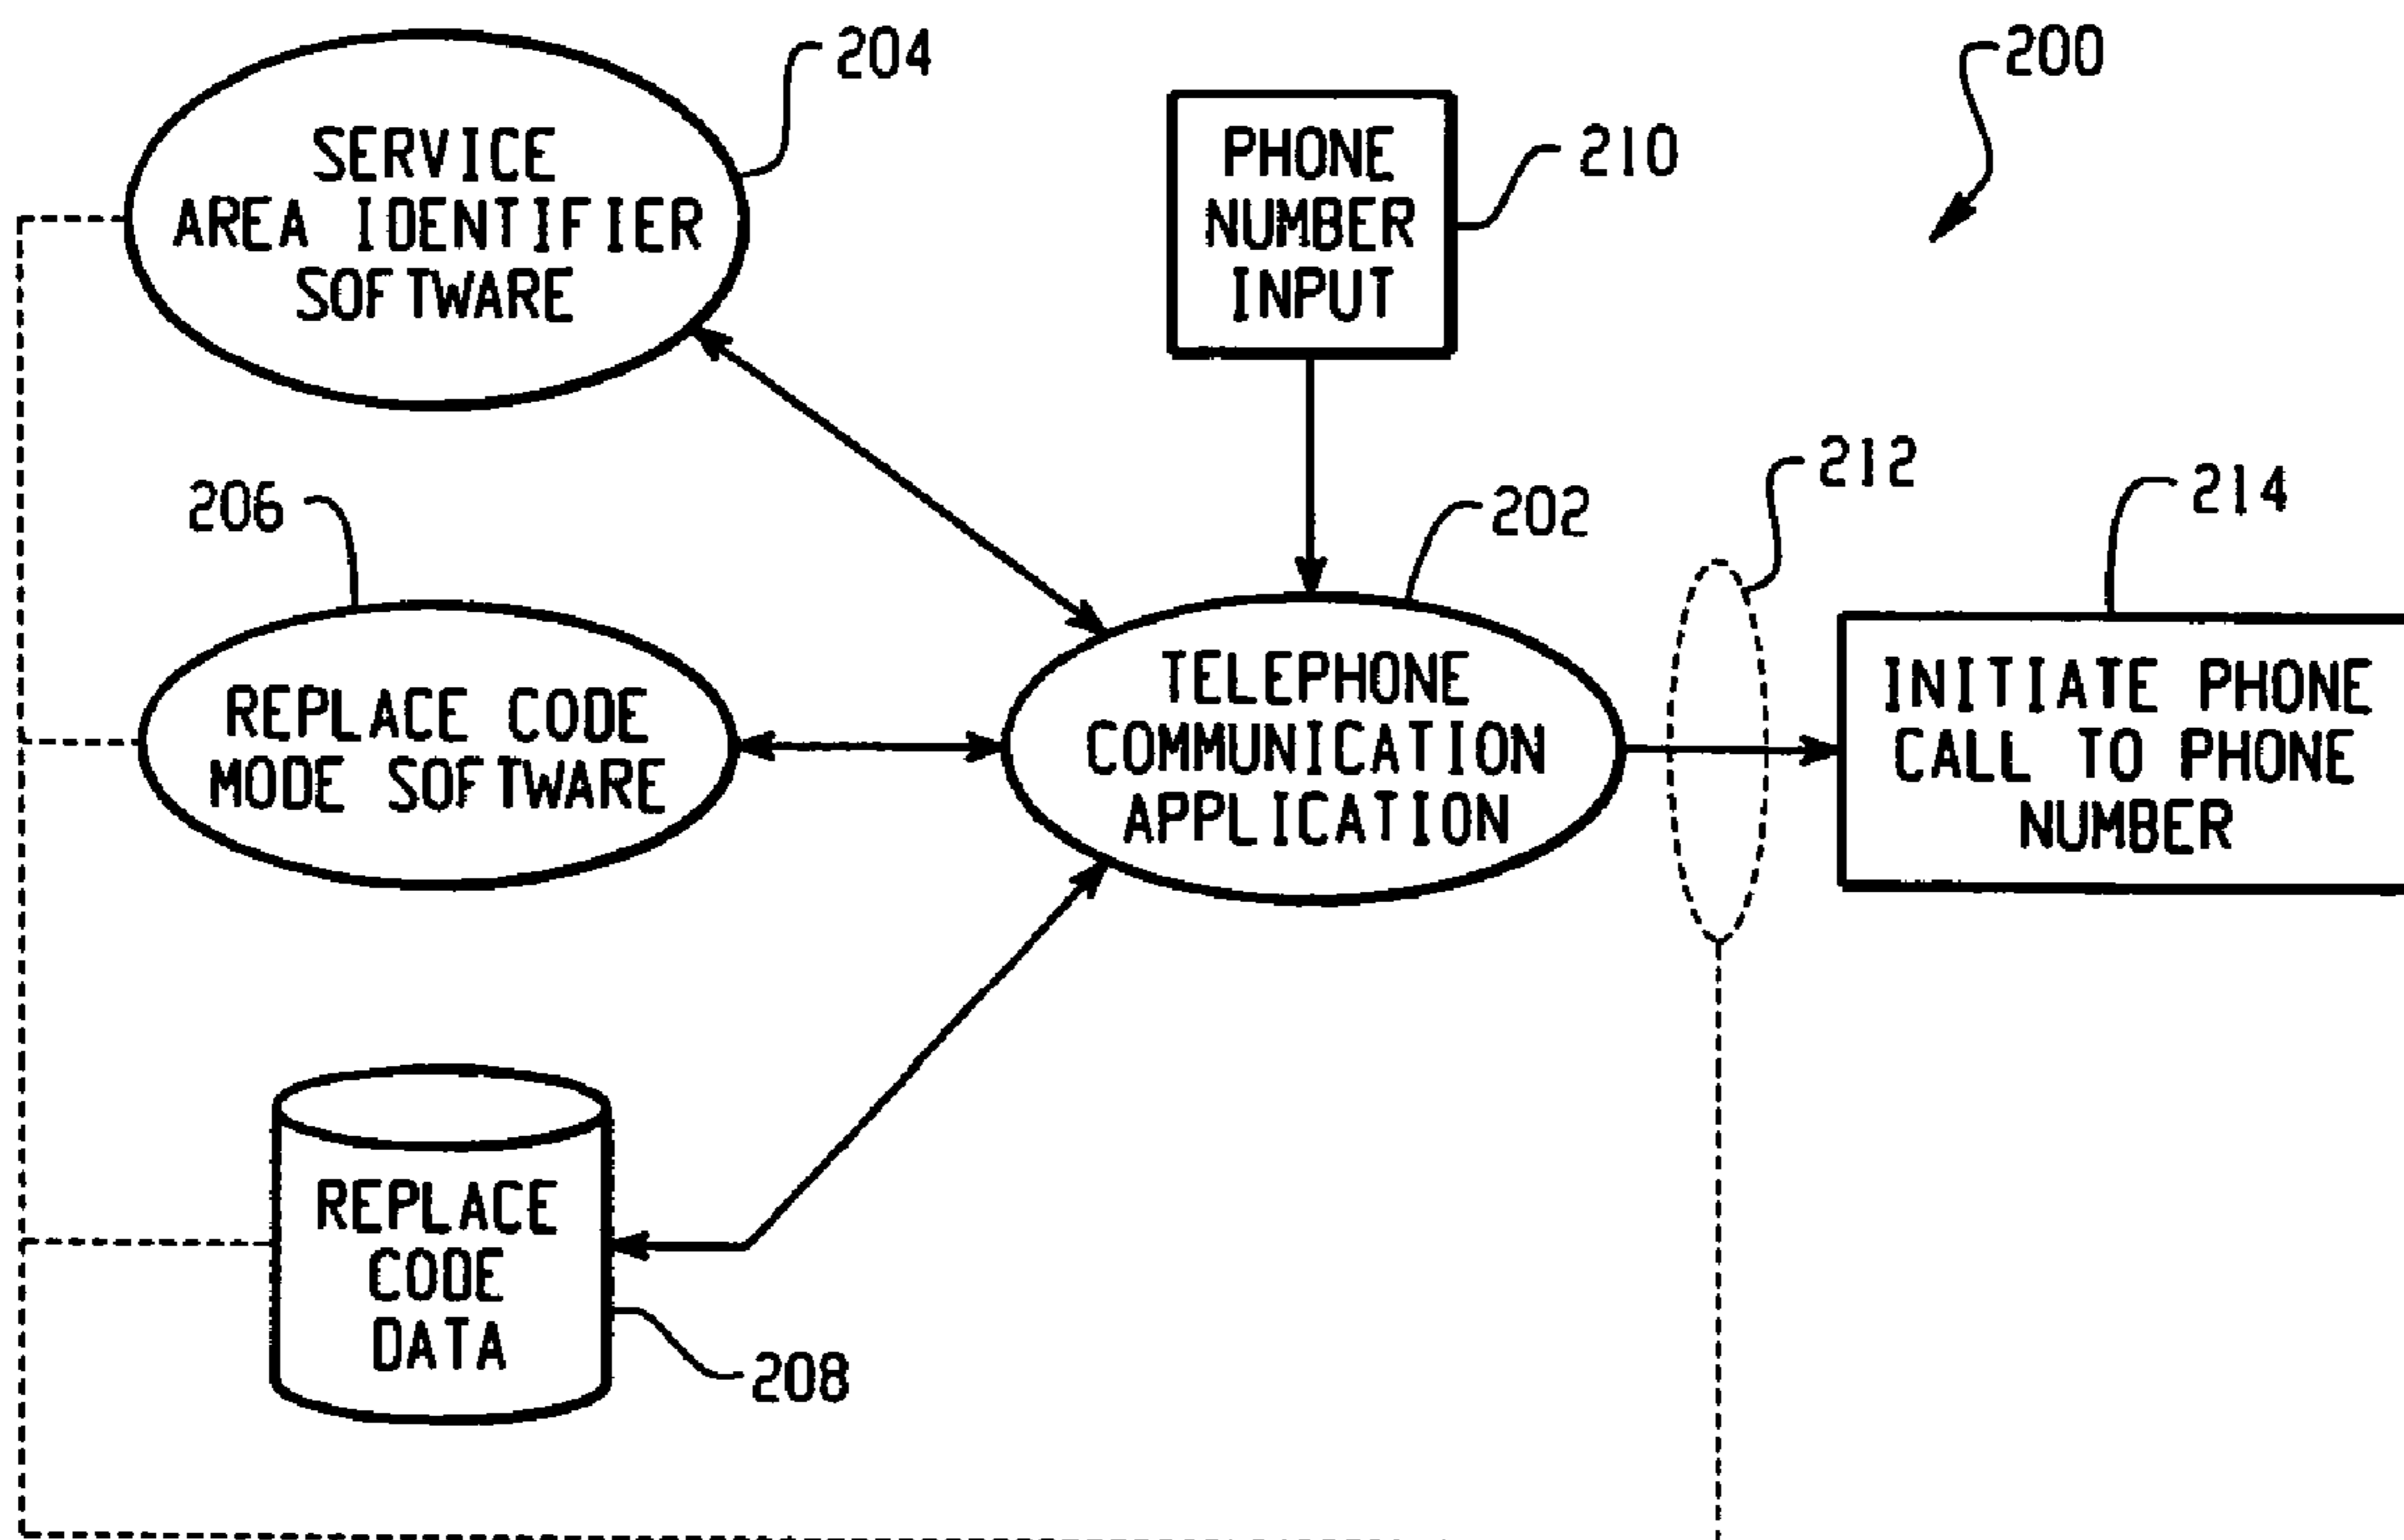 204
200
SERVICE
AREA IDENTIFIER
SOFTWARE
PHONE
NUMBER
INPUT
210
212
214
206
202
REPLACE CODE
MODE SOFTWARE
TELEPHONE
COMMUNICATION
APPLICATION
INITIATE PHONE
CALL TO PHONE
NUMBER
REPLACE
CODE
DATA
208